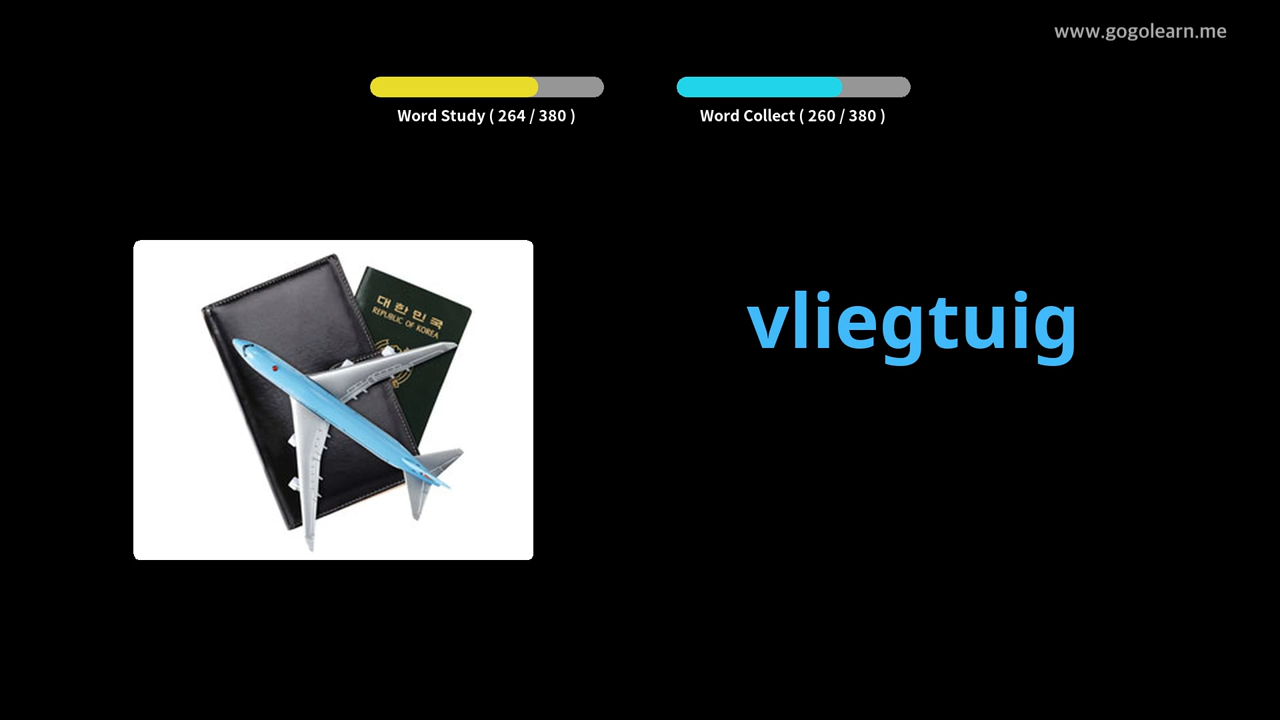 www.gogolearn.me
Word Study ( 264 / 380 )
Word Collect ( 260 / 380 )
대한민국
REPUBLIC OF KOREA
vliegtuig